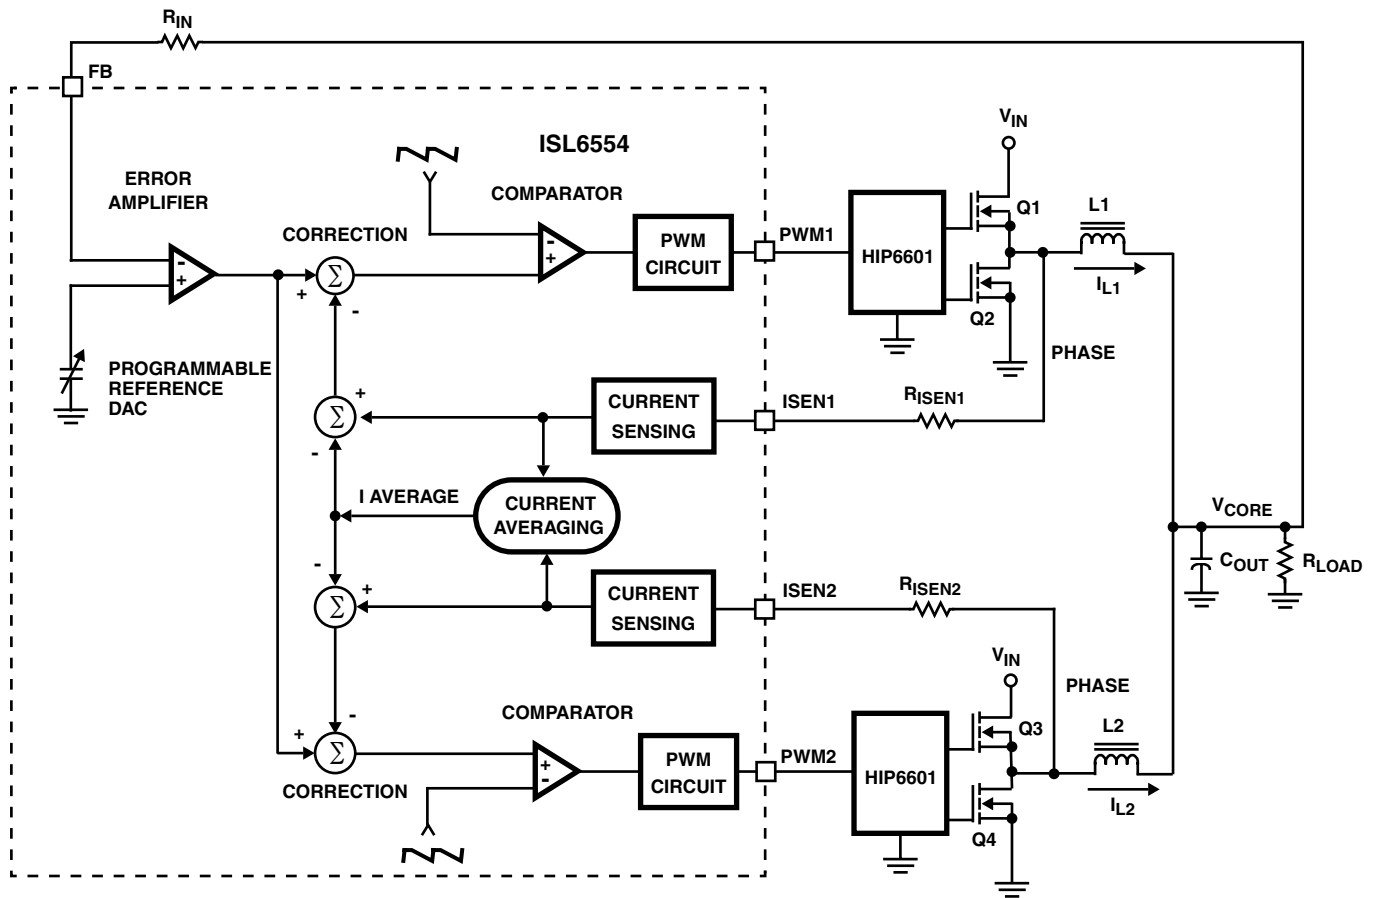 RIN
FB
ISL6554
ERROR
AMPLIFIER
COMPARATOR
CORRECTION
-
+
-
+
+
-
PWM
CIRCUIT
PWM1
HIP6601
VIN
Q1
Q2
L1
IL1
PHASE
PROGRAMMABLE
REFERENCE
DAC
Σ
Σ
+
-
CURRENT
SENSING
ISEN1
RISEN1
I AVERAGE
CURRENT
AVERAGING
VCORE
COUT
RLOAD
-
+
Σ
CURRENT
SENSING
ISEN2
RISEN2
VIN
PHASE
COMPARATOR
+
-
Σ
CORRECTION
+
-
PWM
CIRCUIT
PWM2
HIP6601
Q3
Q4
L2
IL2